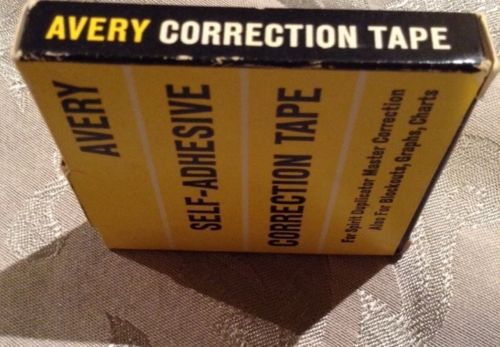 AVERY CORRECTION TAPE
AVERY
SELF-ADHESIVE
CORRECTION TAPE
For Spirit Duplicator Master Correction
Also For Blockouts, Graphs, Charts